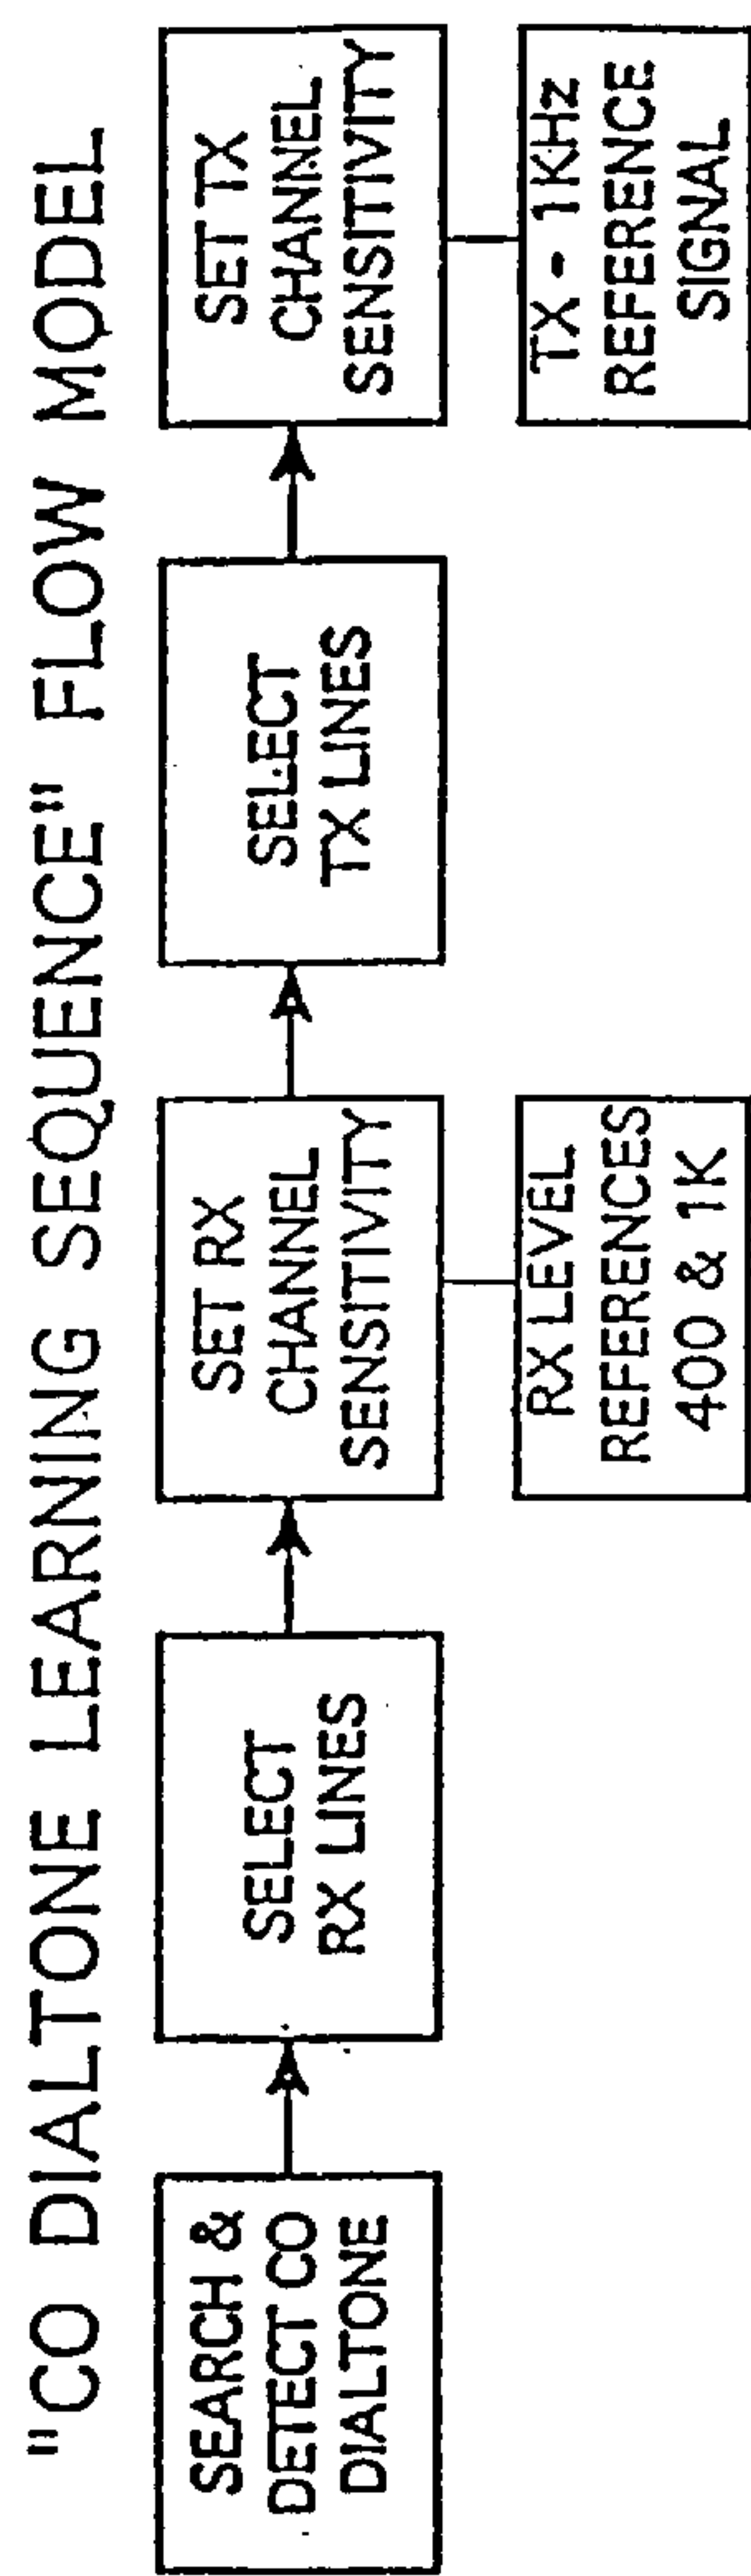 "CO DIALTONE LEARNING SEQUENCE" FLOW MODEL
SEARCH &
DETECT CO
DIALTONE
SELECT
RX LINES
SET RX
CHANNEL
SENSITIVITY
RX LEVEL
REFERENCES
400 & 1K
SELECT
TX LINES
SET TX
CHANNEL
SENSITIVITY
TX - 1KHz
REFERENCE
SIGNAL